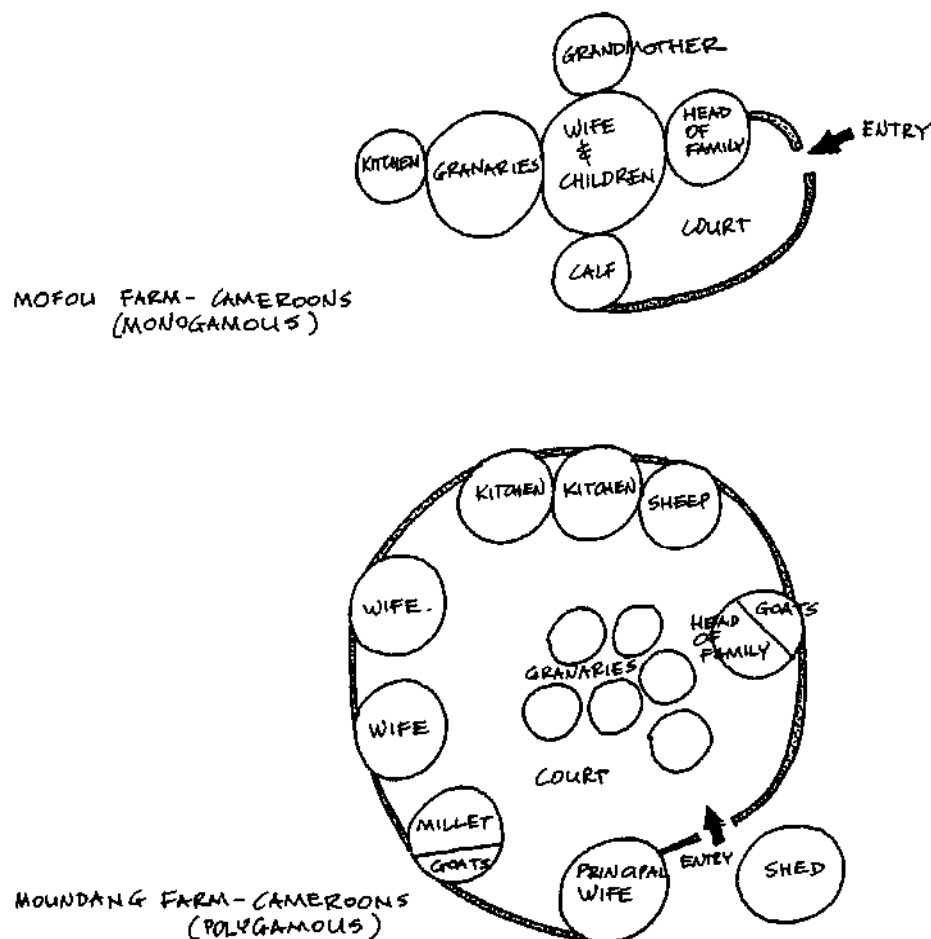 GRANDMOTHER
HEAD
OF
FAMILY
ENTRY
WIFE
&
CHILDREN
KITCHEN
GRANARIES
COURT
CALF
MOFOU FARM - CAMEROONS
(MONOGAMOUS)
KITCHEN
KITCHEN
SHEEP
WIFE.
GOATS
HEAD
OF
FAMILY
GRANARIES
WIFE
COURT
MILLET
GOATS
PRINCIPAL
WIFE
ENTRY
SHED
MOUNDANG FARM - CAMEROONS
(POLYGAMOUS)